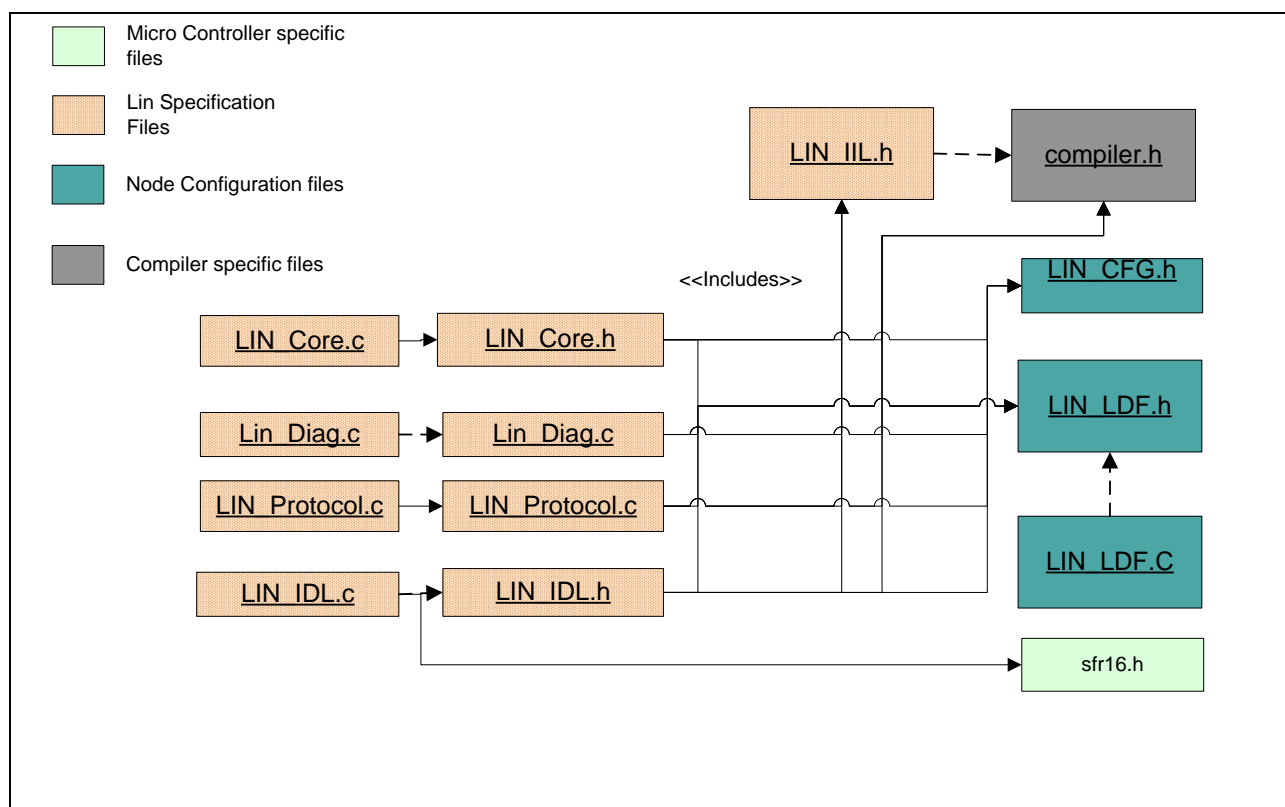 Micro Controller specific
files
Lin Specification
Files
Node Configuration files
Compiler specific files
LIN_IIL.h
compiler.h
<<Includes>>
LIN_CFG.h
LIN_Core.c
LIN_Core.h
LIN_LDF.h
Lin_Diag.c
Lin_Diag.c
LIN_Protocol.c
LIN_Protocol.c
LIN_LDF.C
LIN_IDL.c
LIN_IDL.h
sfr16.h